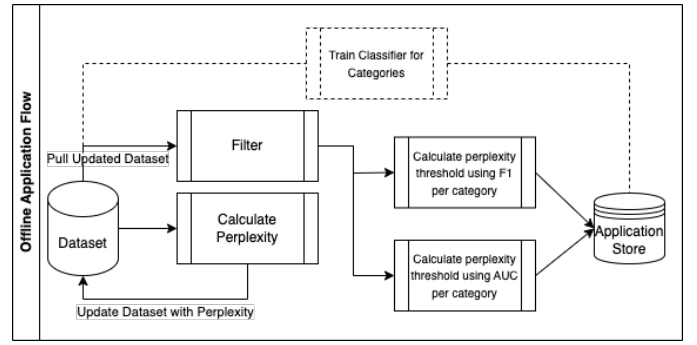 Offline Application Flow
Train Classifier for
Categories
Pull Updated Dataset
Filter
Calculate perplexity
threshold using F1
per category
Dataset
Calculate
Perplexity
Application
Store
Calculate perplexity
threshold using AUC
per category
Update Dataset with Perplexity